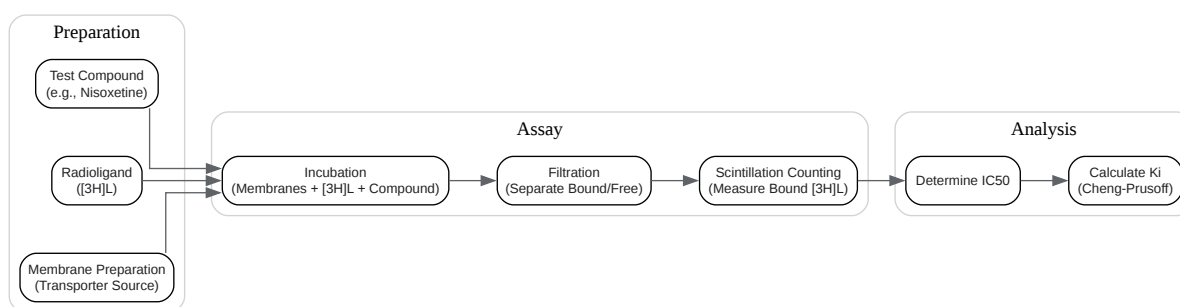 Preparation
Test Compound
(e.g., Nisoxetine)
Radioligand
([3H]L)
Membrane Preparation
(Transporter Source)
Assay
Incubation
(Membranes + [3H]L + Compound)
Filtration
(Separate Bound/Free)
Scintillation Counting
(Measure Bound [3H]L)
Analysis
Determine IC50
Calculate Ki
(Cheng-Prusoff)